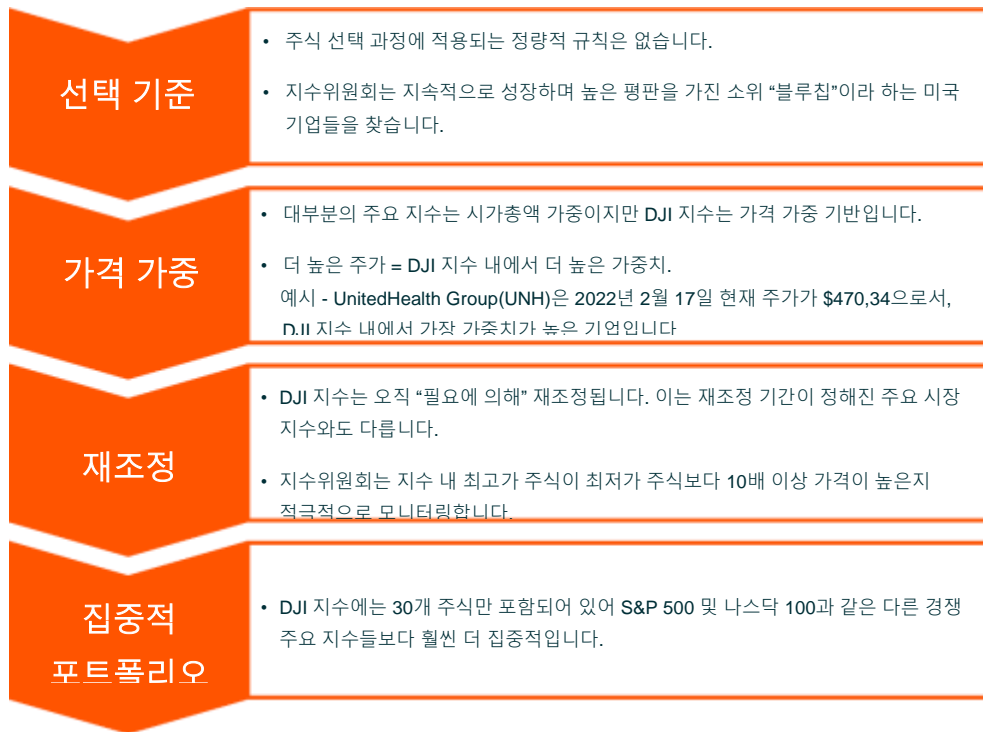 선택 기준
• 주식 선택 과정에 적용되는 정량적 규칙은 없습니다.
• 지수위원회는 지속적으로 성장하며 높은 평판을 가진 소위 “블루칩”이라 하는 미국
기업들을 찾습니다.
가격 가중
• 대부분의 주요 지수는 시가총액 가중이지만 DJI 지수는 가격 가중 기반입니다.
• 더 높은 주가 = DJI 지수 내에서 더 높은 가중치.
예시 - UnitedHealth Group(UNH)은 2022년 2월 17일 현재 주가가 $470,34으로서,
DJI 지수 내에서 가장 가중치가 높은 기업입니다
재조정
• DJI 지수는 오직 “필요에 의해” 재조정됩니다. 이는 재조정 기간이 정해진 주요 시장
지수와도 다릅니다.
• 지수위원회는 지수 내 최고가 주식이 최저가 주식보다 10배 이상 가격이 높은지
적극적으로 모니터링합니다.
집중적
포트폴리오
• DJI 지수에는 30개 주식만 포함되어 있어 S&P 500 및 나스닥 100과 같은 다른 경쟁
주요 지수들보다 훨씬 더 집중적입니다.